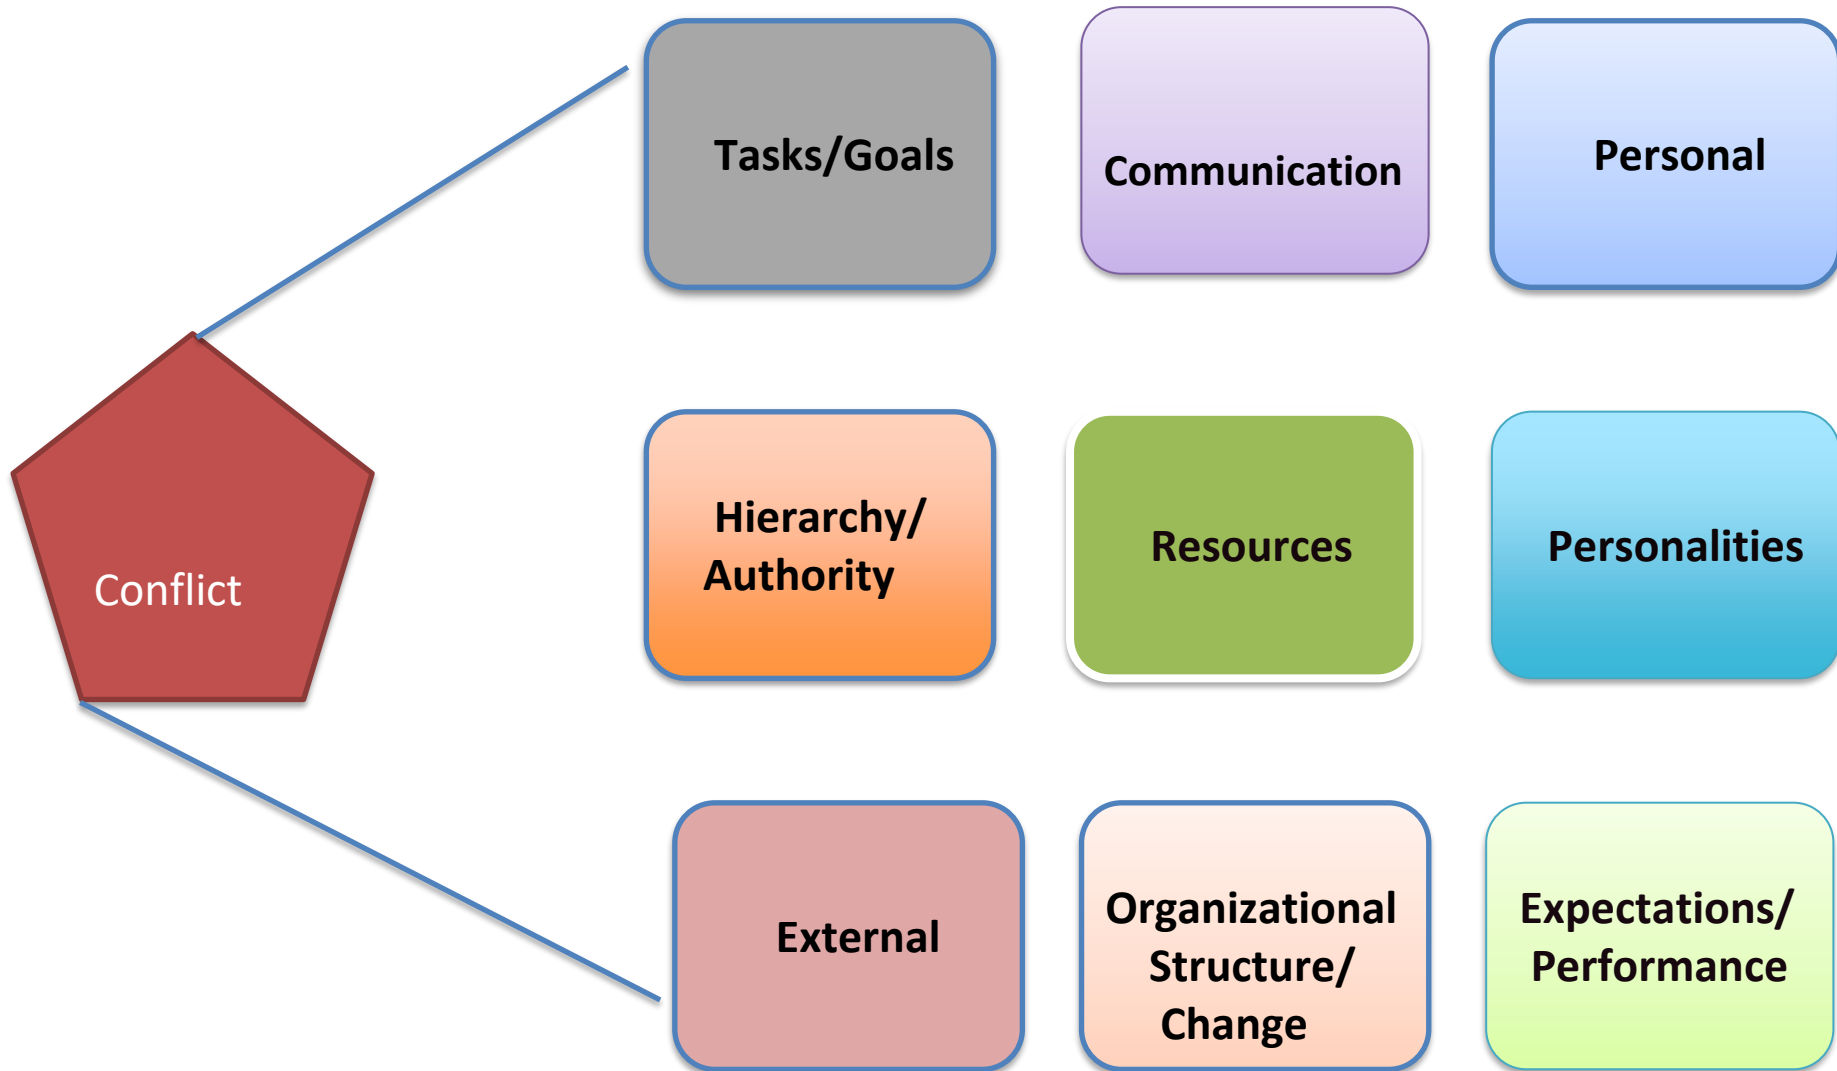 Tasks/Goals
Communication
Personal
Conflict
Hierarchy/
Authority
Resources
Personalities
External
Organizational
Structure/
Change
Expectations/
Performance